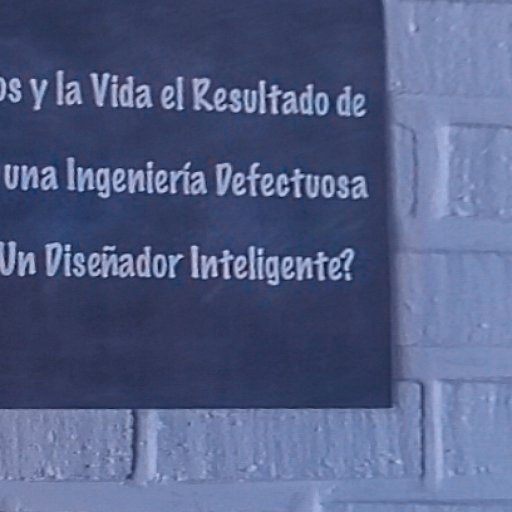 os y la Vida el Resultado de
una Ingeniería Defectuosa
Un Diseñador Inteligente?